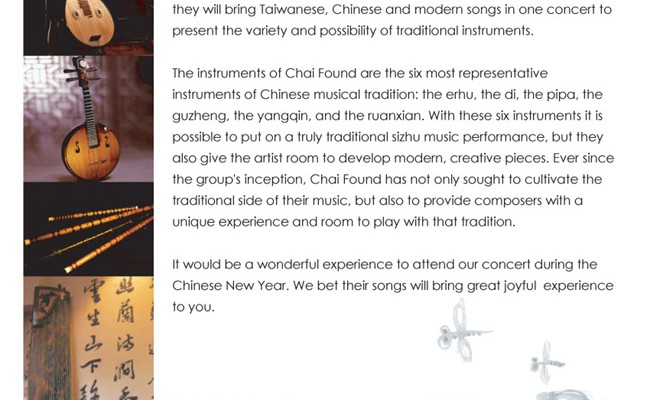 they will bring Taiwanese, Chinese and modern songs in one concert to
present the variety and possibility of traditional instruments.
The instruments of Chai Found are the six most representative
instruments of Chinese musical tradition: the erhu, the di, the pipa, the
guzheng, the yangqin, and the ruanxian. With these six instruments it is
possible to put on a truly traditional sizhu music performance, but they
also give the artist room to develop modern, creative pieces. Ever since
the group's inception, Chai Found has not only sought to cultivate the
traditional side of their music, but also to provide composers with a
unique experience and room to play with that tradition.
It would be a wonderful experience to attend our concert during the
Chinese New Year. We bet their songs will bring great joyful  experience
to you.
雲生山下
蘭
澗